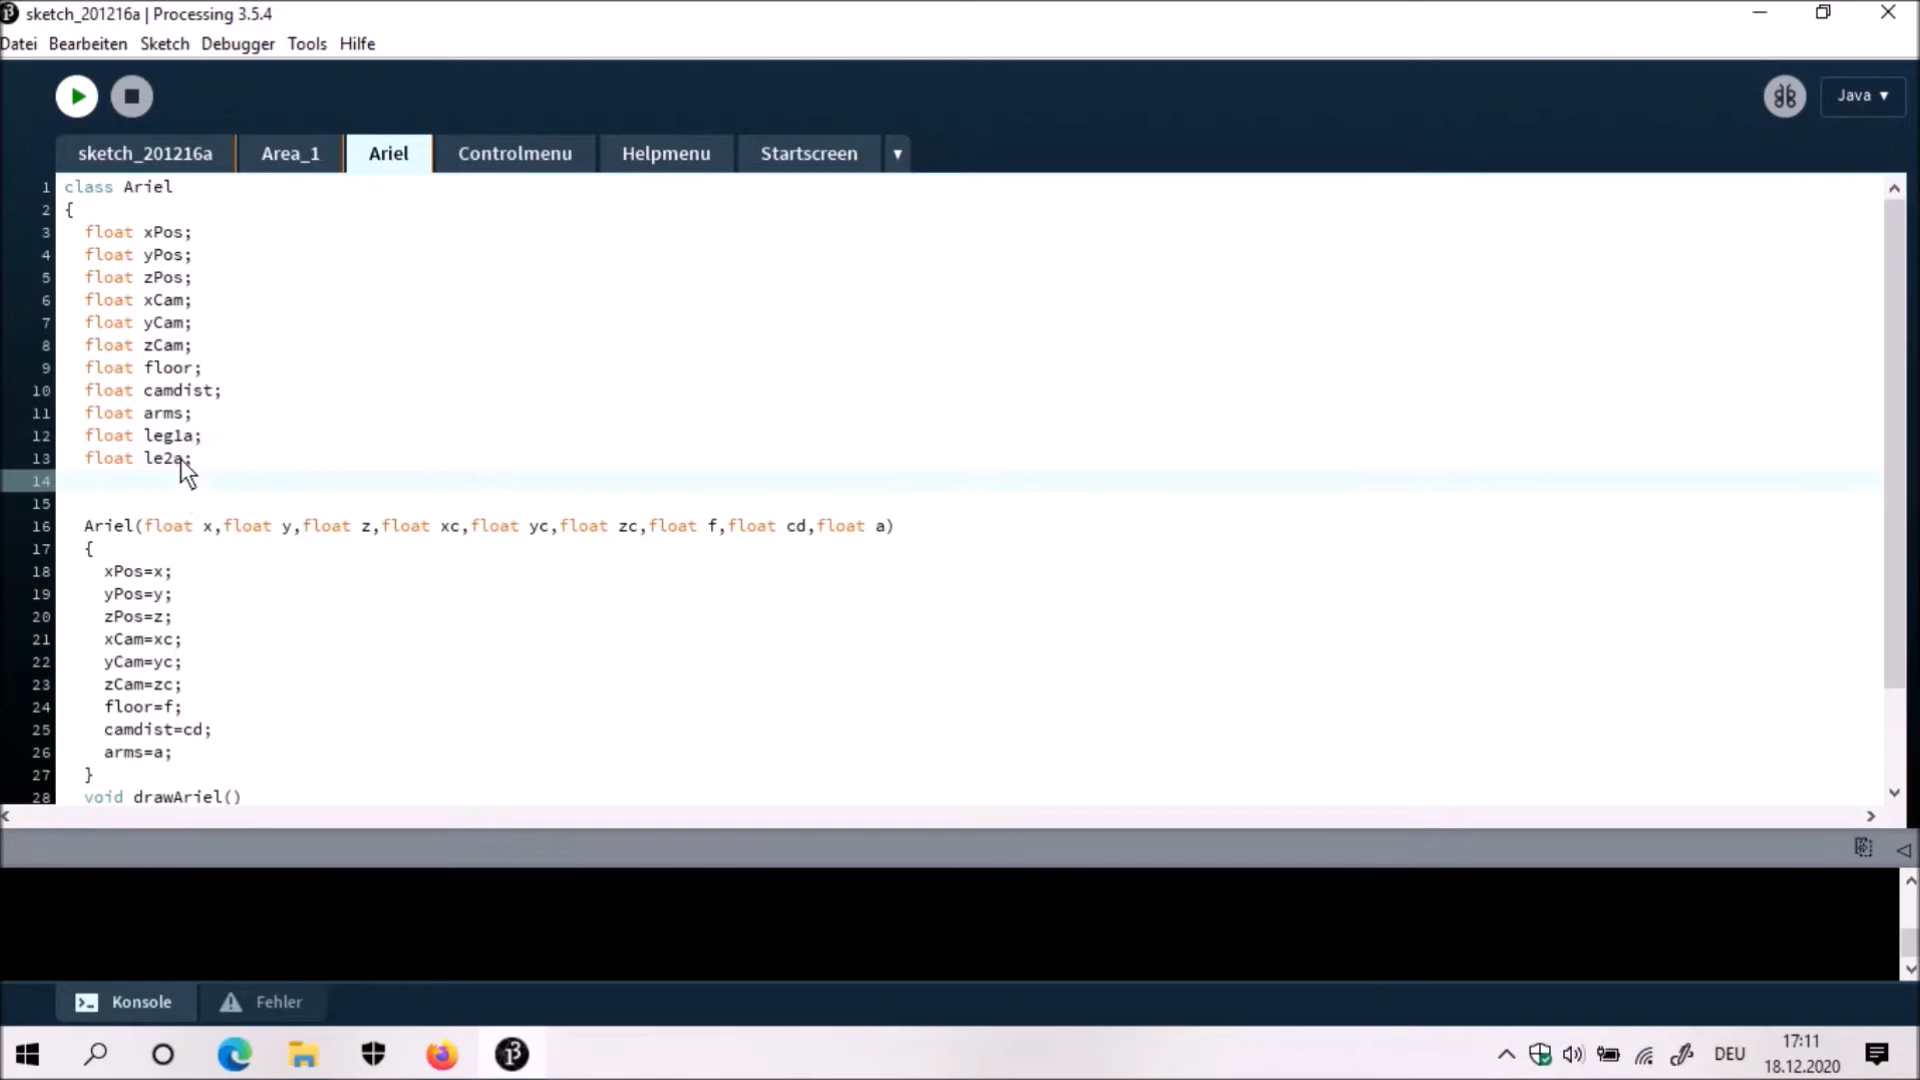 sketch_201216a | Processing 3.5.4
Datei Bearbeiten Sketch Debugger Tools Hilfe
Java ▾
sketch_201216a Area_1 Ariel Controlmenu Helpmenu Startscreen ▾
1 class Ariel
2 {
3 float xPos;
4 float yPos;
5 float zPos;
6 float xCam;
7 float yCam;
8 float zCam;
9 float floor;
10 float camdist;
11 float arms;
12 float leg1a;
13 float le2a;
14
15
16 Ariel(float x,float y,float z,float xc,float yc,float zc,float f,float cd,float a)
17 {
18 xPos=x;
19 yPos=y;
20 zPos=z;
21 xCam=xc;
22 yCam=yc;
23 zCam=zc;
24 floor=f;
25 camdist=cd;
26 arms=a;
27 }
28 void drawAriel()
Konsole Fehler
DEU
17:11
18.12.2020